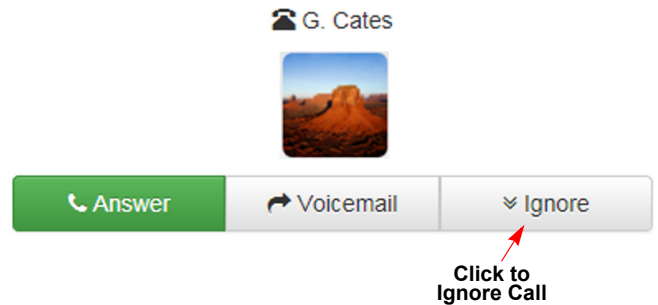 G. Cates
Answer
Voicemail
Ignore
Click to
Ignore Call